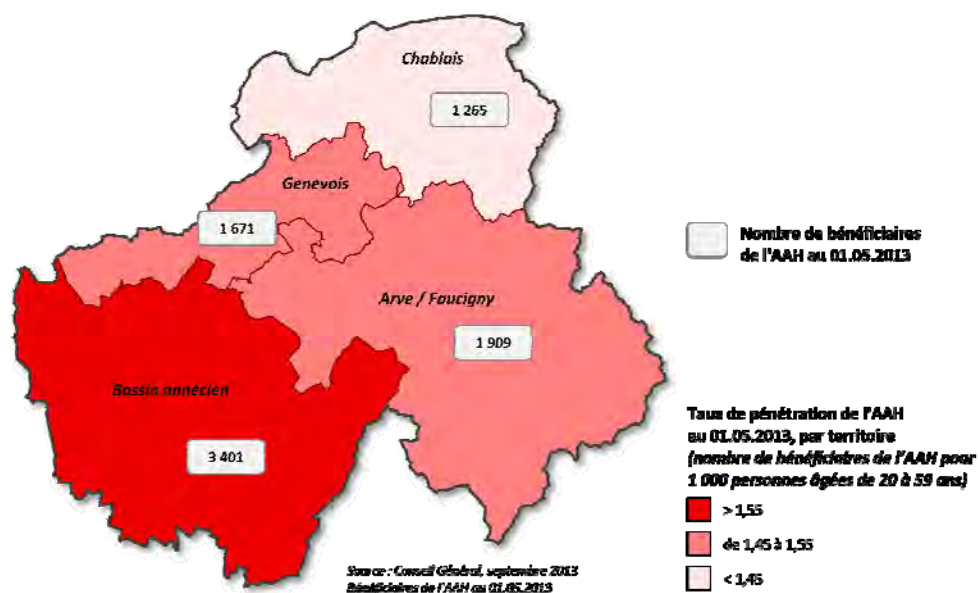 Chablais
1 265
Genevois
1 671
Nombre de bénéficiaires
de l'AAH au 01.05.2013
Arve / Faucigny
1 909
Bassin annécien
3 401
Taux de pénétration de l'AAH
au 01.05.2013, par territoire
(nombre de bénéficiaires de l'AAH pour
1 000 personnes âgées de 20 à 59 ans)
> 1,55
de 1,45 à 1,55
< 1,45
Source : Conseil Général, septembre 2013
Bénéficiaires de l'AAH au 01.05.2013